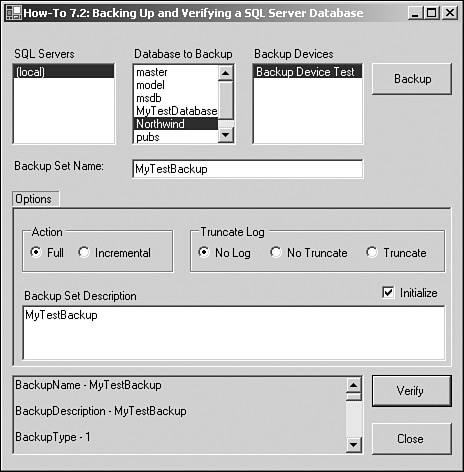 How-To 7.2: Backing Up and Verifying a SQL Server Database
SQL Servers
Database to Backup
Backup Devices
(local)
master
model
msdb
MyTestDatabase
Northwind
pubs
Backup Device Test
Backup
Backup Set Name:
MyTestBackup
Options
Action
Full
Incremental
Truncate Log
No Log
No Truncate
Truncate
Backup Set Description
Initialize
MyTestBackup
BackupName - MyTestBackup
BackupDescription - MyTestBackup
BackupType - 1
Verify
Close